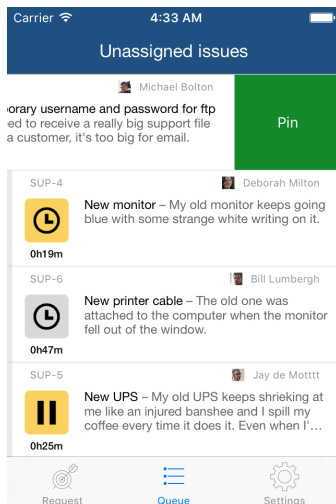 Carrier 4:33 AM
Unassigned issues
Michael Bolton
orary username and password for ftp
ed to receive a really big support file
a customer, it's too big for email.
Pin
SUP-4 Deborah Milton
New monitor – My old monitor keeps going
blue with some strange white writing on it.
0h19m
SUP-6 Bill Lumbergh
New printer cable – The old one was
attached to the computer when the monitor
fell out of the window.
0h47m
SUP-5 Jay de Motttt
New UPS – My old UPS keeps shrieking at
me like an injured banshee and I spill my
coffee every time it does it. Even when I'...
0h25m
Request Queue Settings